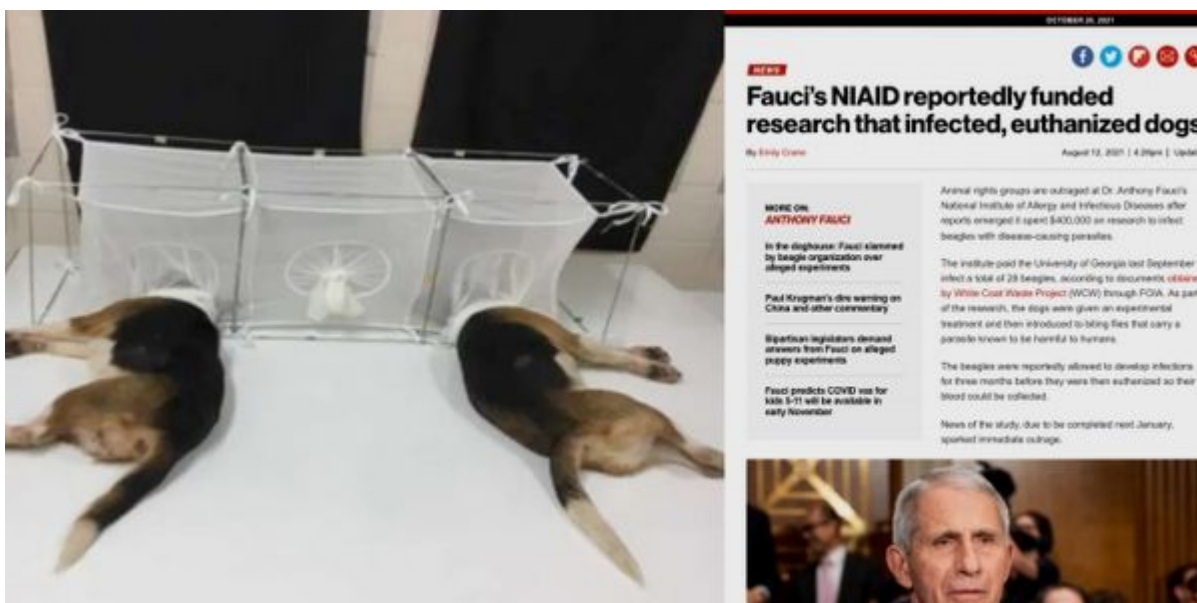 OCTOBER 26, 2021
NEWS
Fauci's NIAID reportedly funded
research that infected, euthanized dogs
By Emily Crane
August 12, 2021 | 4:26pm | Updat
MORE ON:
ANTHONY FAUCI
In the doghouse: Fauci slammed
by beagle organization over
alleged experiments
Paul Krugman's dire warning on
China and other commentary
Bipartisan legislators demand
answers from Fauci on alleged
puppy experiments
Fauci predicts COVID vax for
kids 5-11 will be available in
early November
Animal rights groups are outraged at Dr. Anthony Fauci's
National Institute of Allergy and Infectious Diseases after
reports emerged it spent $400,000 on research to infect
beagles with disease-causing parasites.
The institute paid the University of Georgia last September
infect a total of 28 beagles, according to documents obtaine
by White Coat Waste Project (WCW) through FOIA. As part
of the research, the dogs were given an experimental
treatment and then introduced to biting flies that carry a
parasite known to be harmful to humans.
The beagles were reportedly allowed to develop infections
for three months before they were then euthanized so their
blood could be collected.
News of the study, due to be completed next January,
sparked immediate outrage.